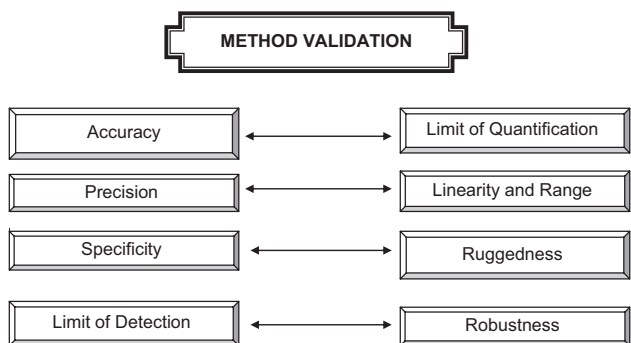 METHOD VALIDATION
Accuracy
Limit of Quantification
Precision
Linearity and Range
Specificity
Ruggedness
Limit of Detection
Robustness